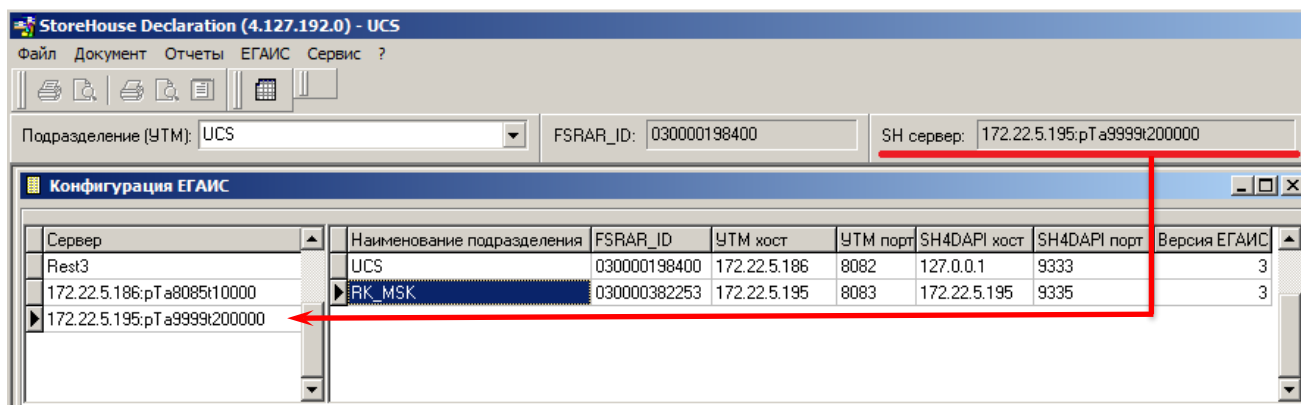 StoreHouse Declaration (4.127.192.0) - UCS
Файл Документ Отчеты ЕГАИС Сервис ?
Подразделение (УТМ): UCS FSRAR_ID: 030000198400 SH сервер: 172.22.5.195:pTa9999t200000
Конфигурация ЕГАИС
Сервер Наименование подразделения FSRAR_ID УТМ хост УТМ порт SH4DAPI хост SH4DAPI порт Версия ЕГАИС
Rest3 UCS 030000198400 172.22.5.186 8082 127.0.0.1 9333 3
172.22.5.186:pTa8085t10000 RK_MSK 030000382253 172.22.5.195 8083 172.22.5.195 9335 3
172.22.5.195:pTa9999t200000